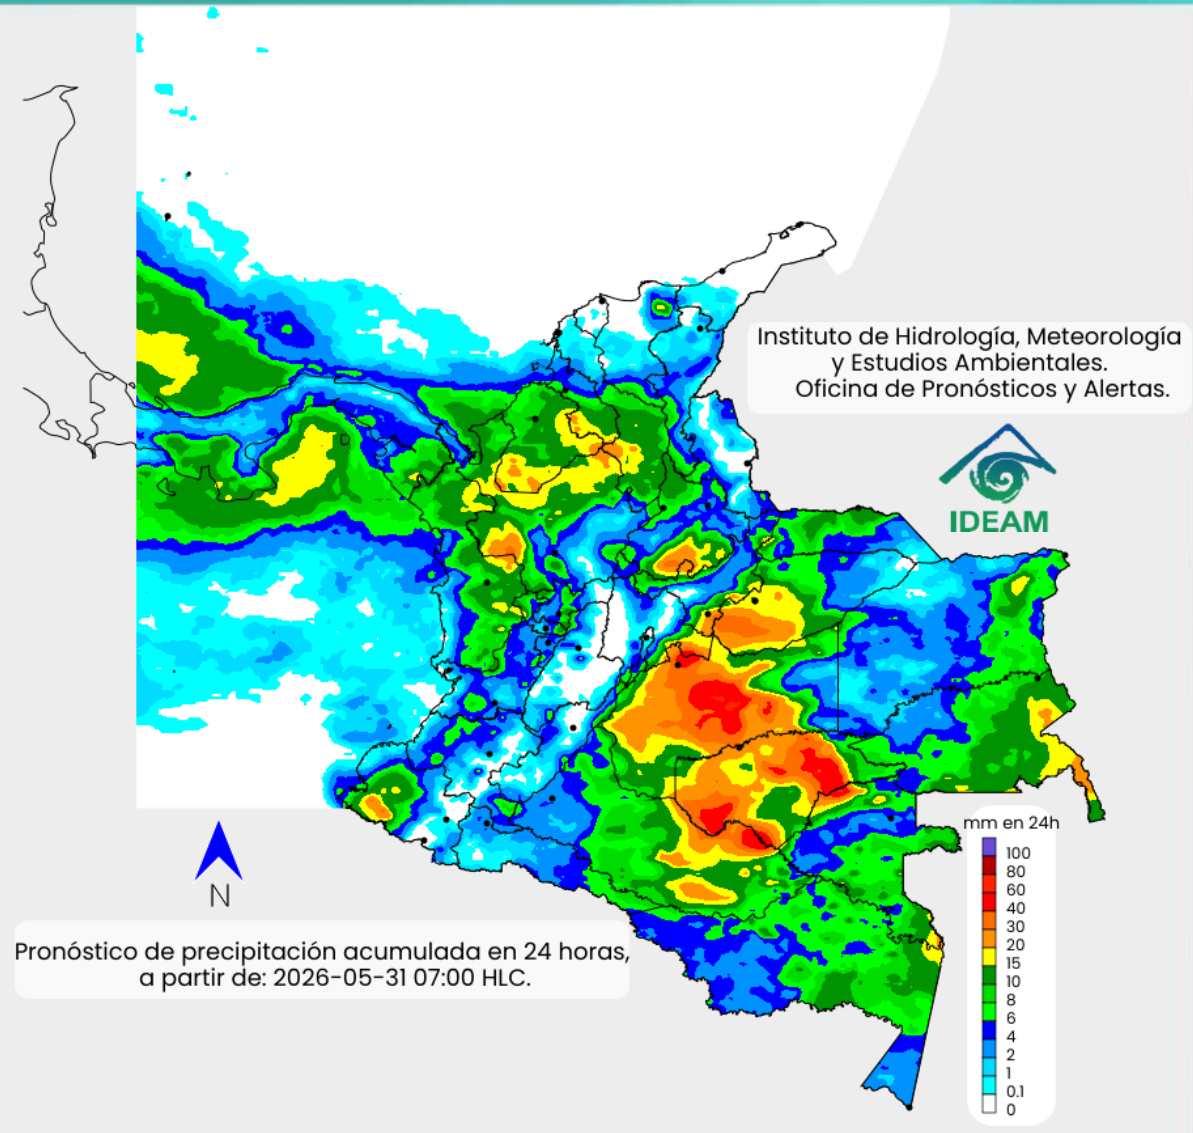 Instituto de Hidrología, Meteorología
y Estudios Ambientales.
Oficina de Pronósticos y Alertas.
IDEAM
mm en 24h
100
80
60
40
30
20
15
10
8
6
4
2
1
0.1
0
N
Pronóstico de precipitación acumulada en 24 horas,
a partir de: 2026-05-31 07:00 HLC.